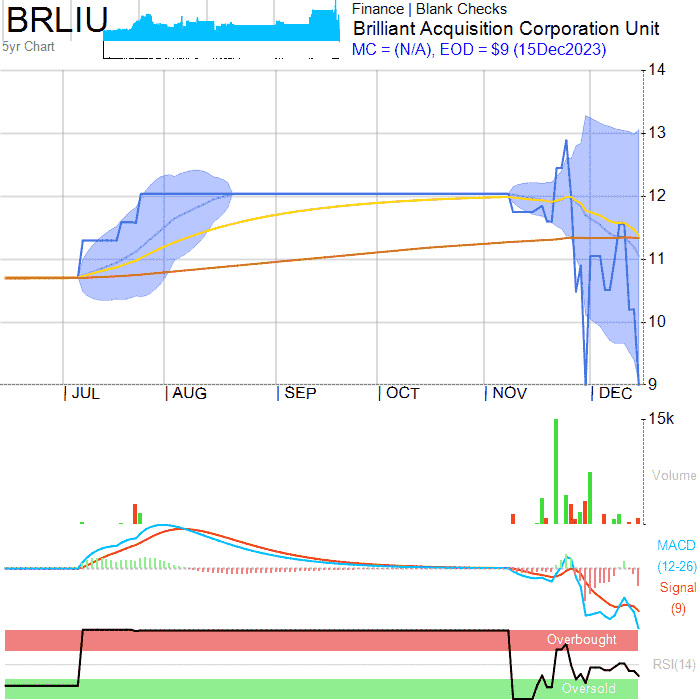 BRLIU
5yr Chart
Finance | Blank Checks
Brilliant Acquisition Corporation Unit
MC = (N/A), EOD = $9 (15Dec2023)
14
13
12
11
10
9
JUL
AUG
SEP
OCT
NOV
DEC
15k
Volume
MACD
(12-26)
Signal
(9)
Overbought
RSI(14)
Oversold